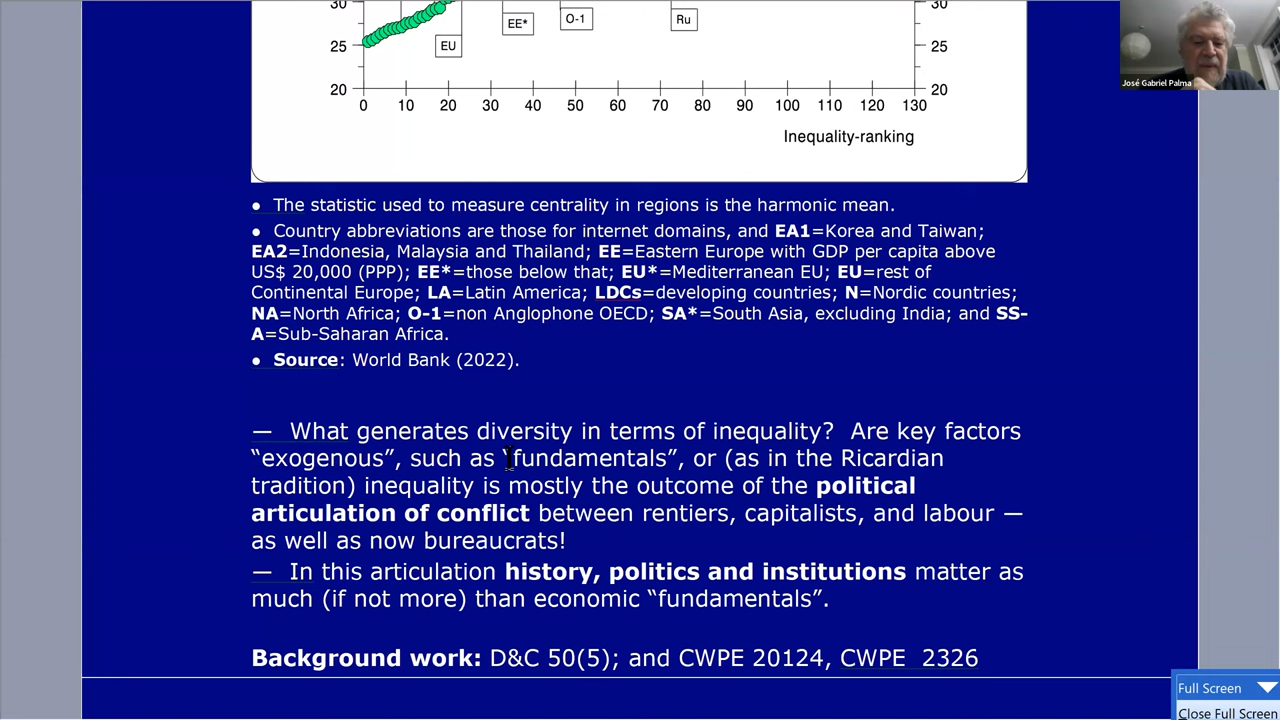 30
30
EE*
O-1
Ru
EU
25
25
20
20
0 10 20 30 40 50 60 70 80 90 100 110 120 130
Inequality-ranking
José Gabriel Palma
● The statistic used to measure centrality in regions is the harmonic mean.
● Country abbreviations are those for internet domains, and EA1=Korea and Taiwan;
EA2=Indonesia, Malaysia and Thailand; EE=Eastern Europe with GDP per capita above
US$ 20,000 (PPP); EE*=those below that; EU*=Mediterranean EU; EU=rest of
Continental Europe; LA=Latin America; LDCs=developing countries; N=Nordic countries;
NA=North Africa; O-1=non Anglophone OECD; SA*=South Asia, excluding India; and SS-
A=Sub-Saharan Africa.
● Source: World Bank (2022).
— What generates diversity in terms of inequality? Are key factors
“exogenous”, such as “fundamentals”, or (as in the Ricardian
tradition) inequality is mostly the outcome of the political
articulation of conflict between rentiers, capitalists, and labour —
as well as now bureaucrats!
— In this articulation history, politics and institutions matter as
much (if not more) than economic “fundamentals”.
Background work: D&C 50(5); and CWPE 20124, CWPE 2326
Full Screen
Close Full Screen